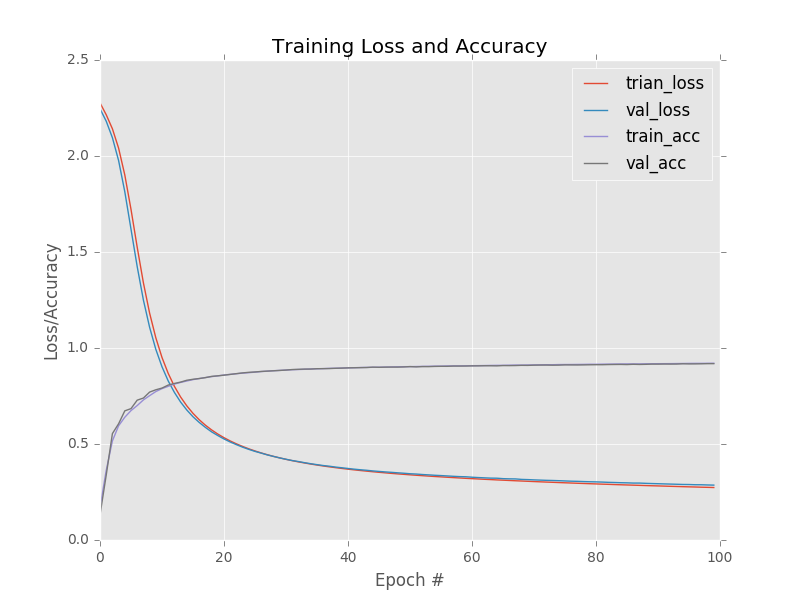 Training Loss and Accuracy
2.5
2.0
1.5
1.0
0.5
0.0
Loss/Accuracy
trian_loss
val_loss
train_acc
val_acc
0 20 40 60 80 100
Epoch #